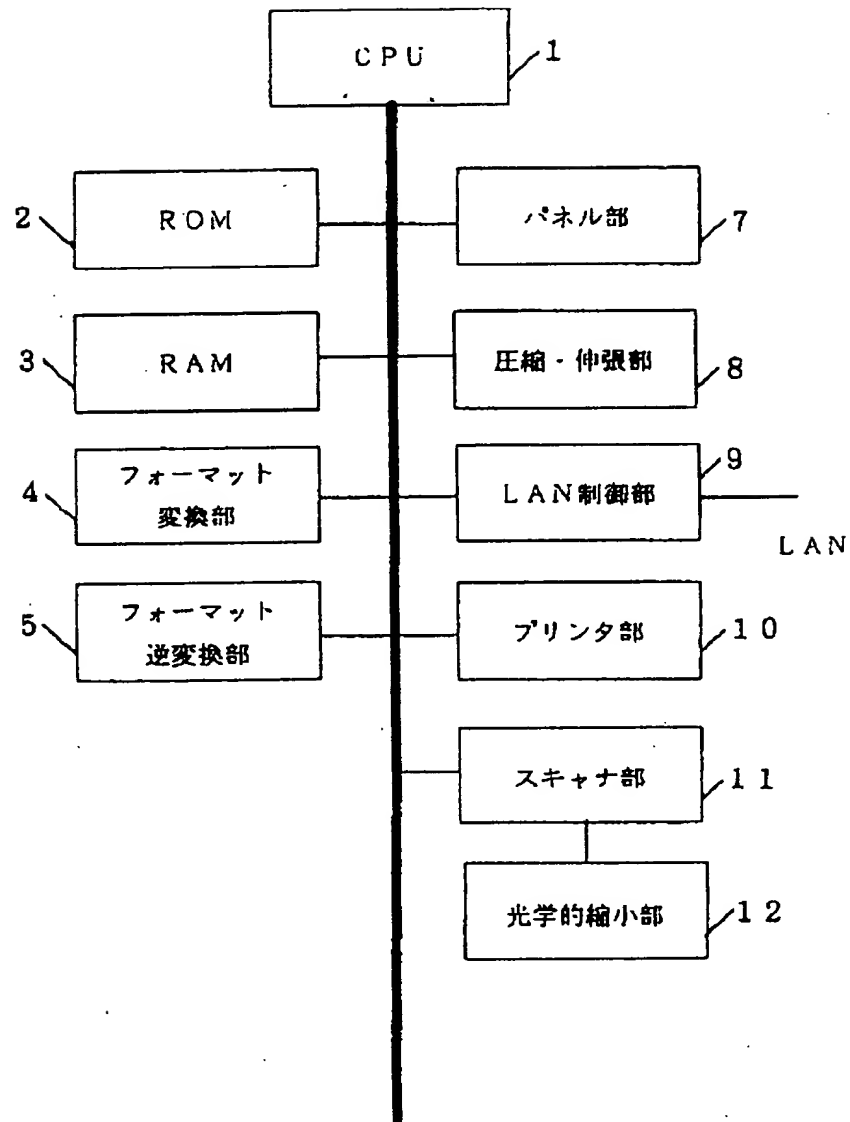 CPU
1
2
ROM
パネル部
7
3
RAM
圧縮・伸張部
8
4
フォーマット
変換部
LAN制御部
9
LAN
5
フォーマット
逆変換部
プリンタ部
10
スキャナ部
11
光学的縮小部
12